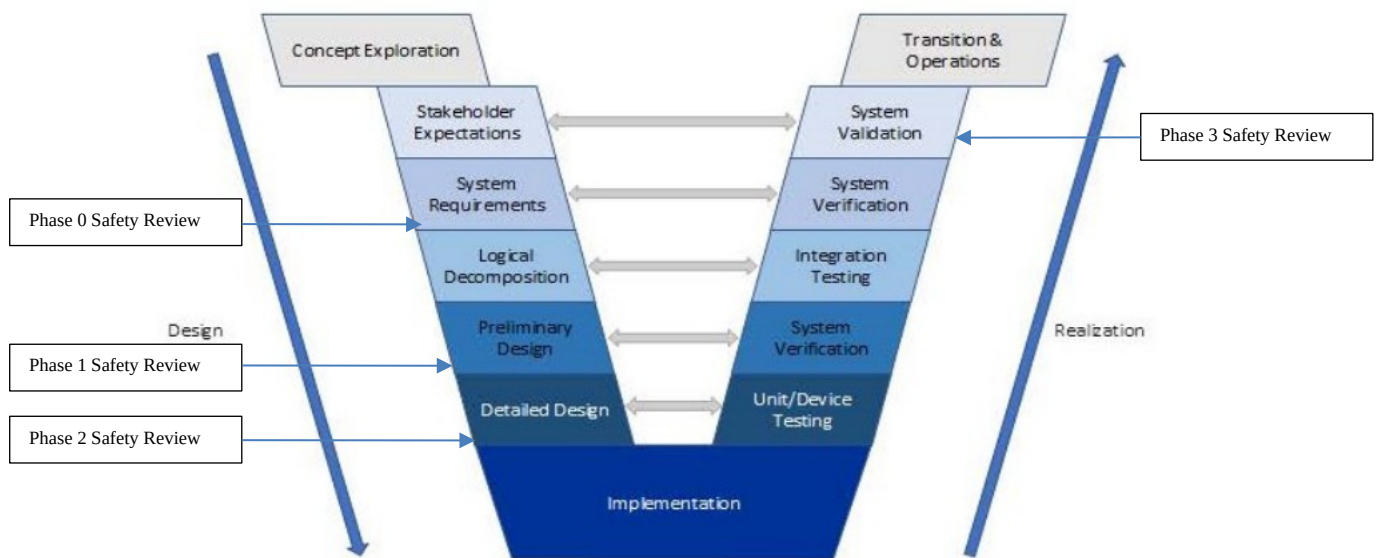 Concept Exploration
Transition &
Operations
Stakeholder
Expectations
System
Validation
Phase 3 Safety Review
System
Requirements
System
Verification
Phase 0 Safety Review
Logical
Decomposition
Integration
Testing
Design
Preliminary
Design
System
Verification
Realization
Phase 1 Safety Review
Detailed Design
Unit/Device
Testing
Phase 2 Safety Review
Implementation